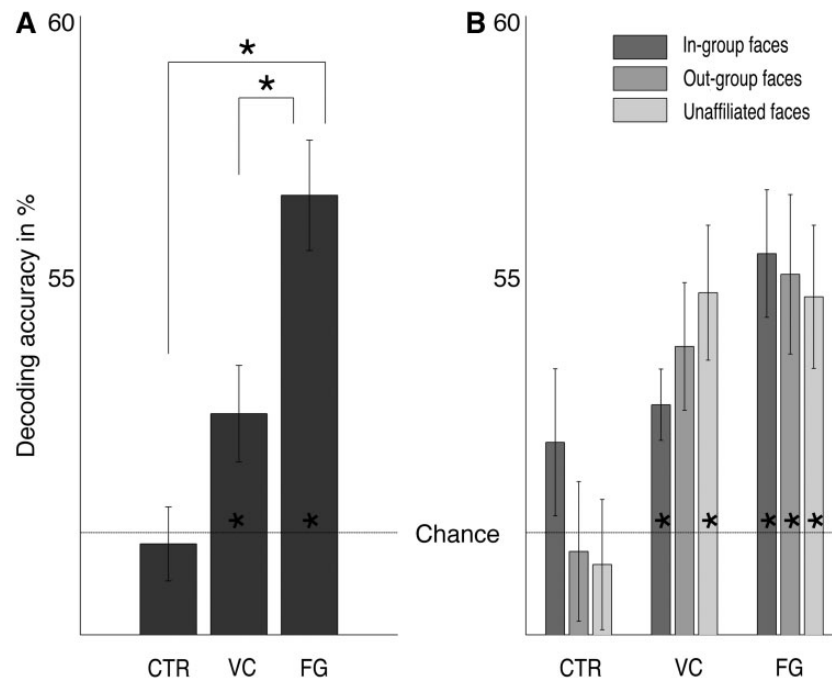 A
60
55
Decoding accuracy in %
*
*
*
*
CTR
VC
FG
Chance
B
60
55
In-group faces
Out-group faces
Unaffiliated faces
*
*
*
*
*
CTR
VC
FG